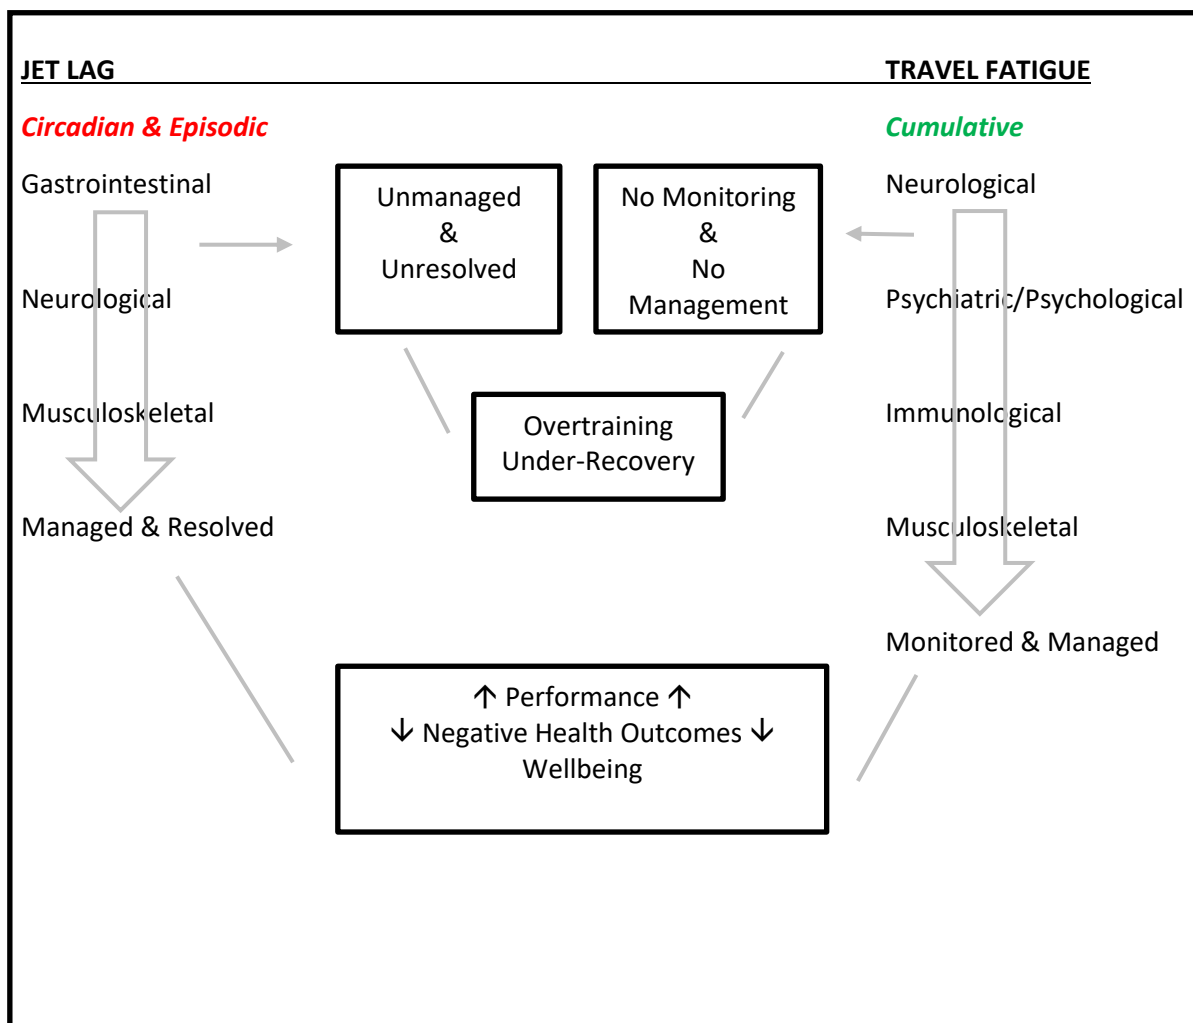 JET LAG
TRAVEL FATIGUE
Circadian & Episodic
Cumulative
Gastrointestinal
Neurological
Musculoskeletal
Managed & Resolved
Unmanaged
&
Unresolved
No Monitoring
&
No
Management
Overtraining
Under-Recovery
Neurological
Psychiatric/Psychological
Immunological
Musculoskeletal
Monitored & Managed
↑ Performance ↑
↓ Negative Health Outcomes ↓
Wellbeing